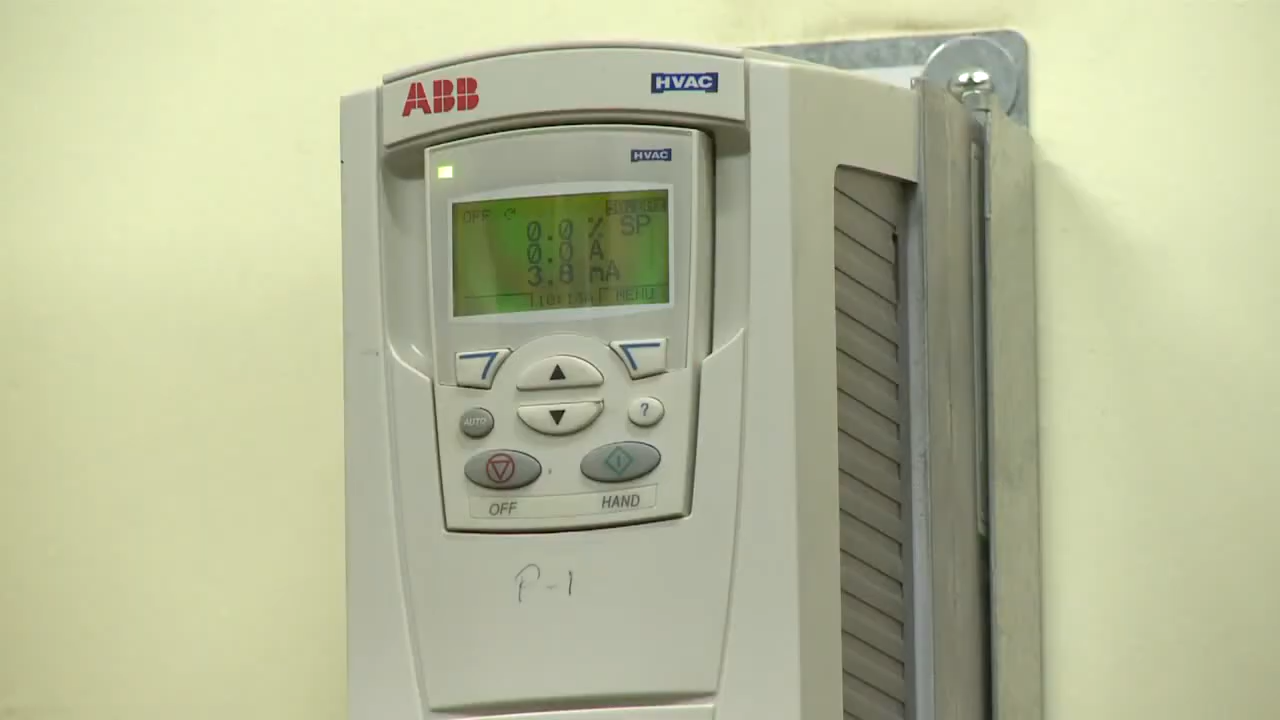 ABB
HVAC
HVAC
OFF
0.0 % SP
0.0 A
3.8 mA
MENU
AUTO
?
OFF
HAND
P-1